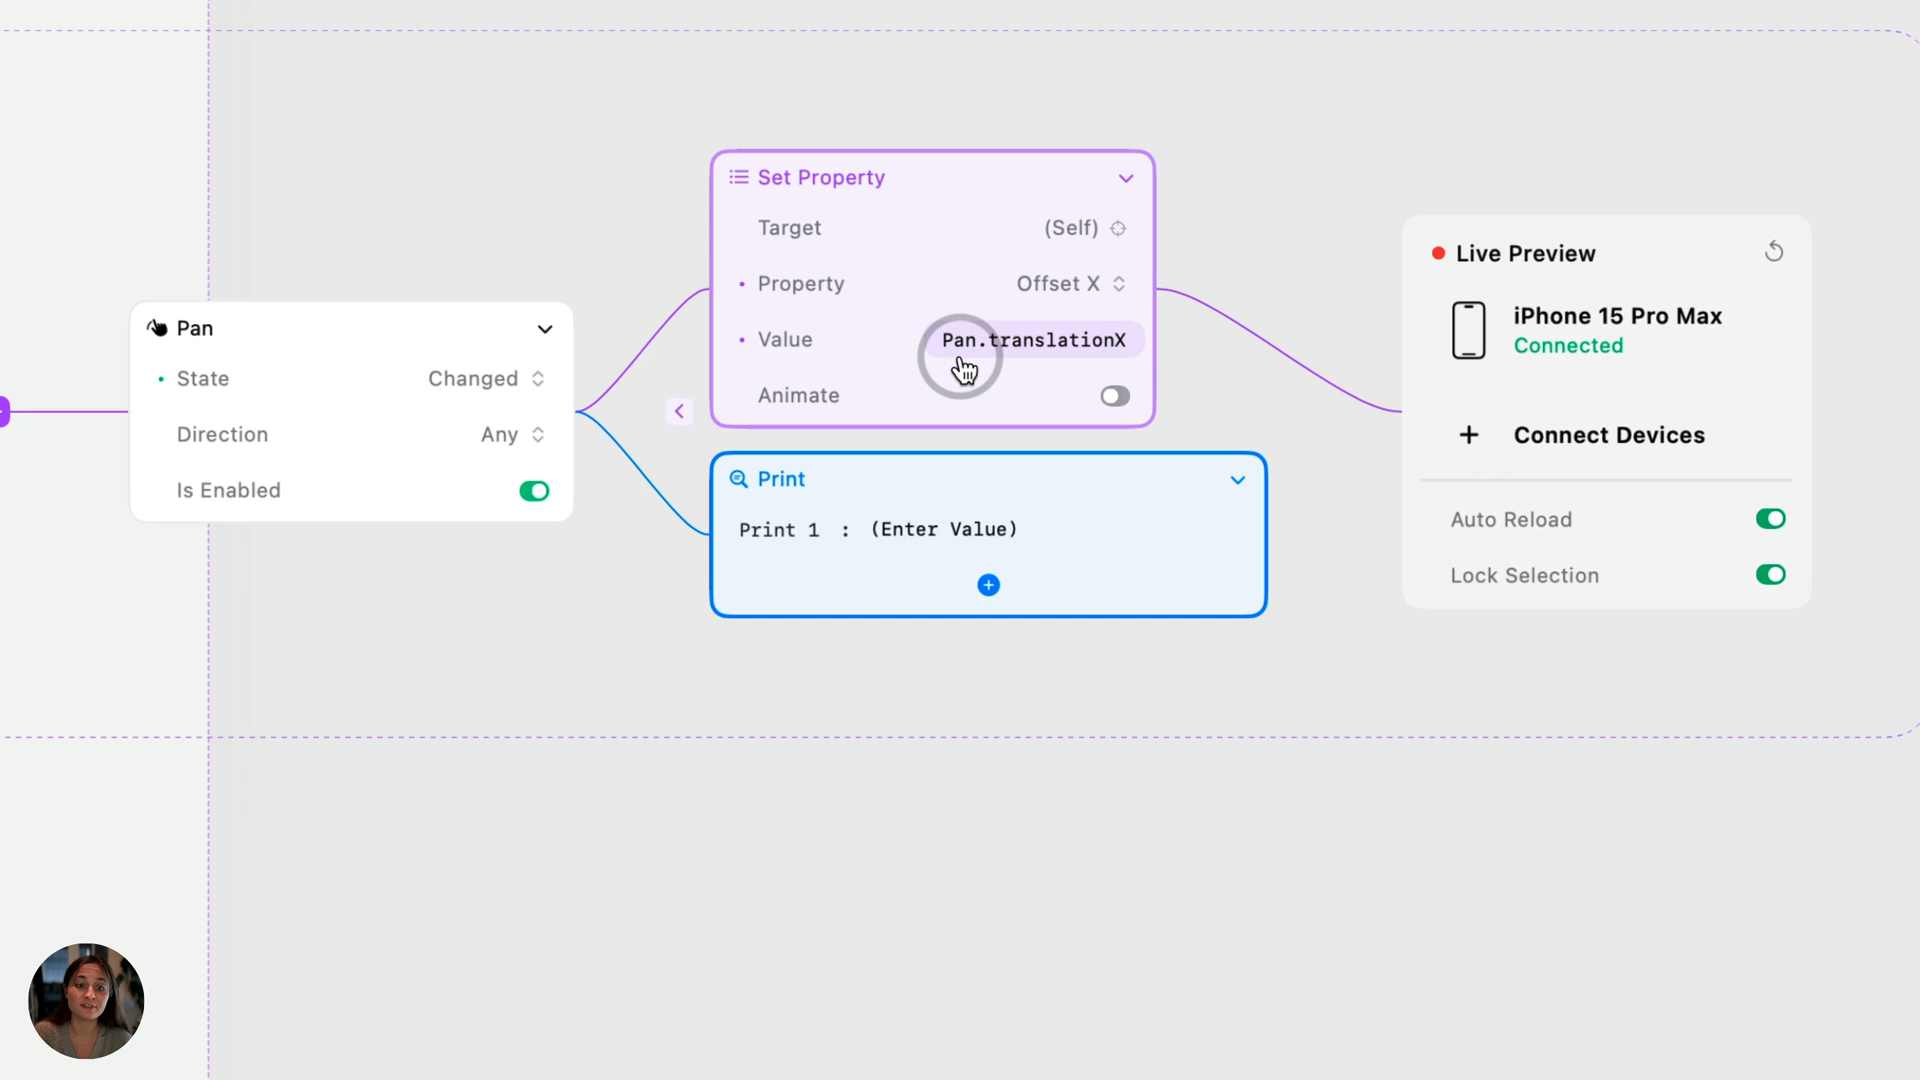 Pan
State Changed
Direction Any
Is Enabled
Set Property
Target (Self)
Property Offset X
Value Pan.translationX
Animate
Print
Print 1 : (Enter Value)
Live Preview
iPhone 15 Pro Max
Connected
Connect Devices
Auto Reload
Lock Selection